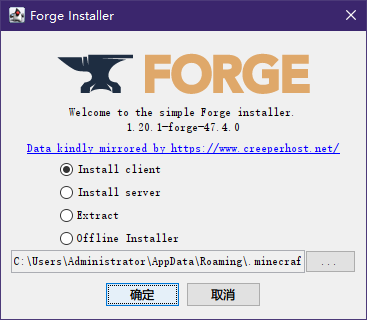 Forge Installer
FORGE
Welcome to the simple Forge installer.
1.20.1-forge-47.4.0
Data kindly mirrored by https://www.creeperhost.net/
Install client
Install server
Extract
Offline Installer
C:\Users\Administrator\AppData\Roaming\.minecraf
...
确定
取消